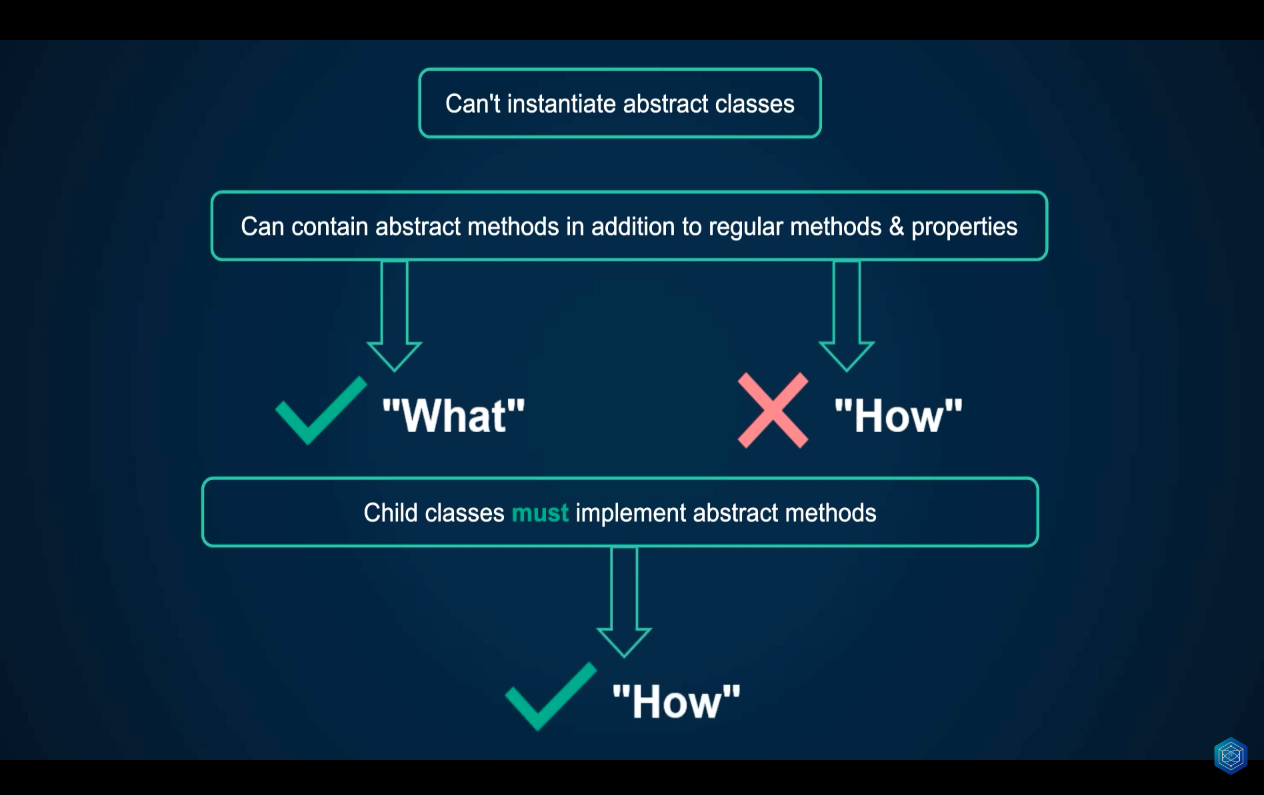 Can't instantiate abstract classes
Can contain abstract methods in addition to regular methods & properties
"What"
"How"
Child classes must implement abstract methods
"How"